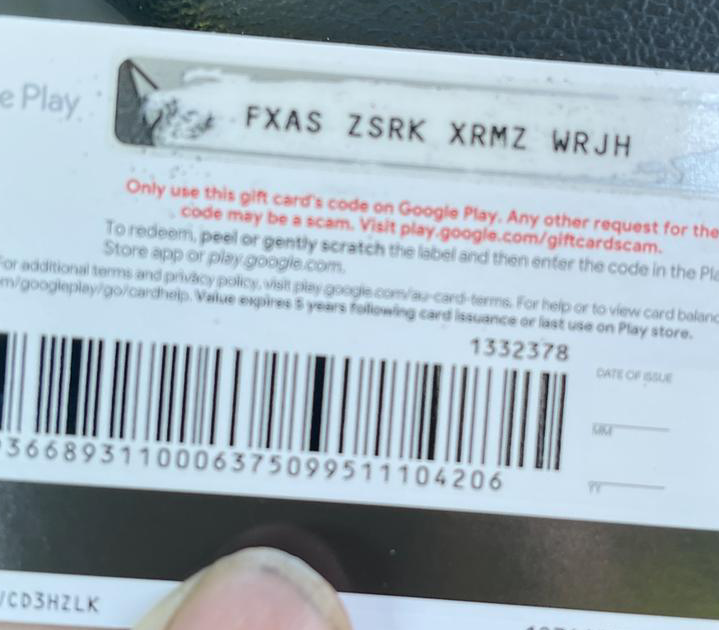 e Play
FXAS ZSRK XRMZ WRJH
Only use this gift card's code on Google Play. Any other request for the
code may be a scam. Visit play.google.com/giftcardscam.
To redeem, peel or gently scratch the label and then enter the code in the Pla
Store app or play.google.com.
For additional terms and privacy policy, visit play.google.com/au-card-terms. For help or to view card balanc
m/googleplay/go/cardhelp. Value expires 5 years following card issuance or last use on Play store.
1332378
DATE OF ISSUE
MM
YY
36689311000637509951​1104206
/CD3HZLK